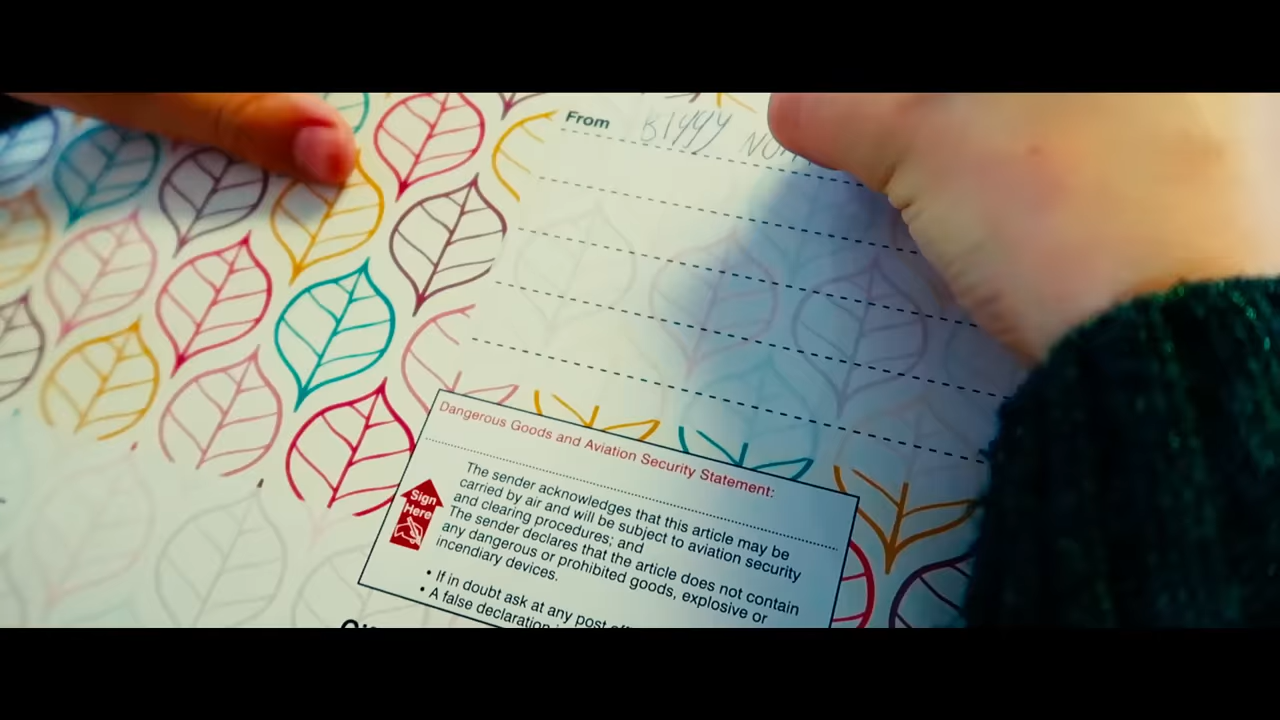 From BIggy
Dangerous Goods and Aviation Security Statement:
Sign
Here
The sender acknowledges that this article may be
carried by air and will be subject to aviation security
and clearing procedures; and
The sender declares that the article does not contain
any dangerous or prohibited goods, explosive or
incendiary devices.
• If in doubt ask at any post
• A false declaration